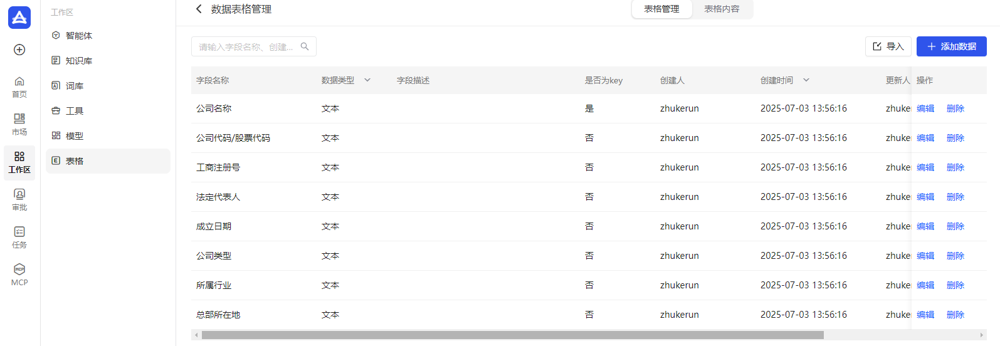 数据表格管理
表格管理
表格内容
工作区
智能体
知识库
词库
工具
模型
表格
首页
市场
工作区
审批
任务
MCP
MCP
请输入字段名称、创建...
导入
添加数据
字段名称 数据类型 字段描述 是否为key 创建人 创建时间 更新人 操作
公司名称 文本 是 zhukerun 2025-07-03 13:56:16 zhuke 编辑 删除
公司代码/股票代码 文本 否 zhukerun 2025-07-03 13:56:16 zhuke 编辑 删除
工商注册号 文本 否 zhukerun 2025-07-03 13:56:16 zhuke 编辑 删除
法定代表人 文本 否 zhukerun 2025-07-03 13:56:16 zhuke 编辑 删除
成立日期 文本 否 zhukerun 2025-07-03 13:56:16 zhuke 编辑 删除
公司类型 文本 否 zhukerun 2025-07-03 13:56:16 zhuke 编辑 删除
所属行业 文本 否 zhukerun 2025-07-03 13:56:16 zhuke 编辑 删除
总部所在地 文本 否 zhukerun 2025-07-03 13:56:16 zhuke 编辑 删除